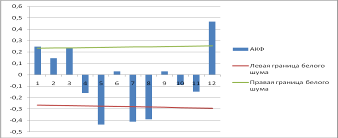 0,6
0,5
0,4
0,3
0,2
0,1
0
-0,1
-0,2
-0,3
-0,4
-0,5
1 2 3 4 5 6 7 8 9 10 11 12
АКФ
Левая граница белого
шума
Правая граница белого
шума